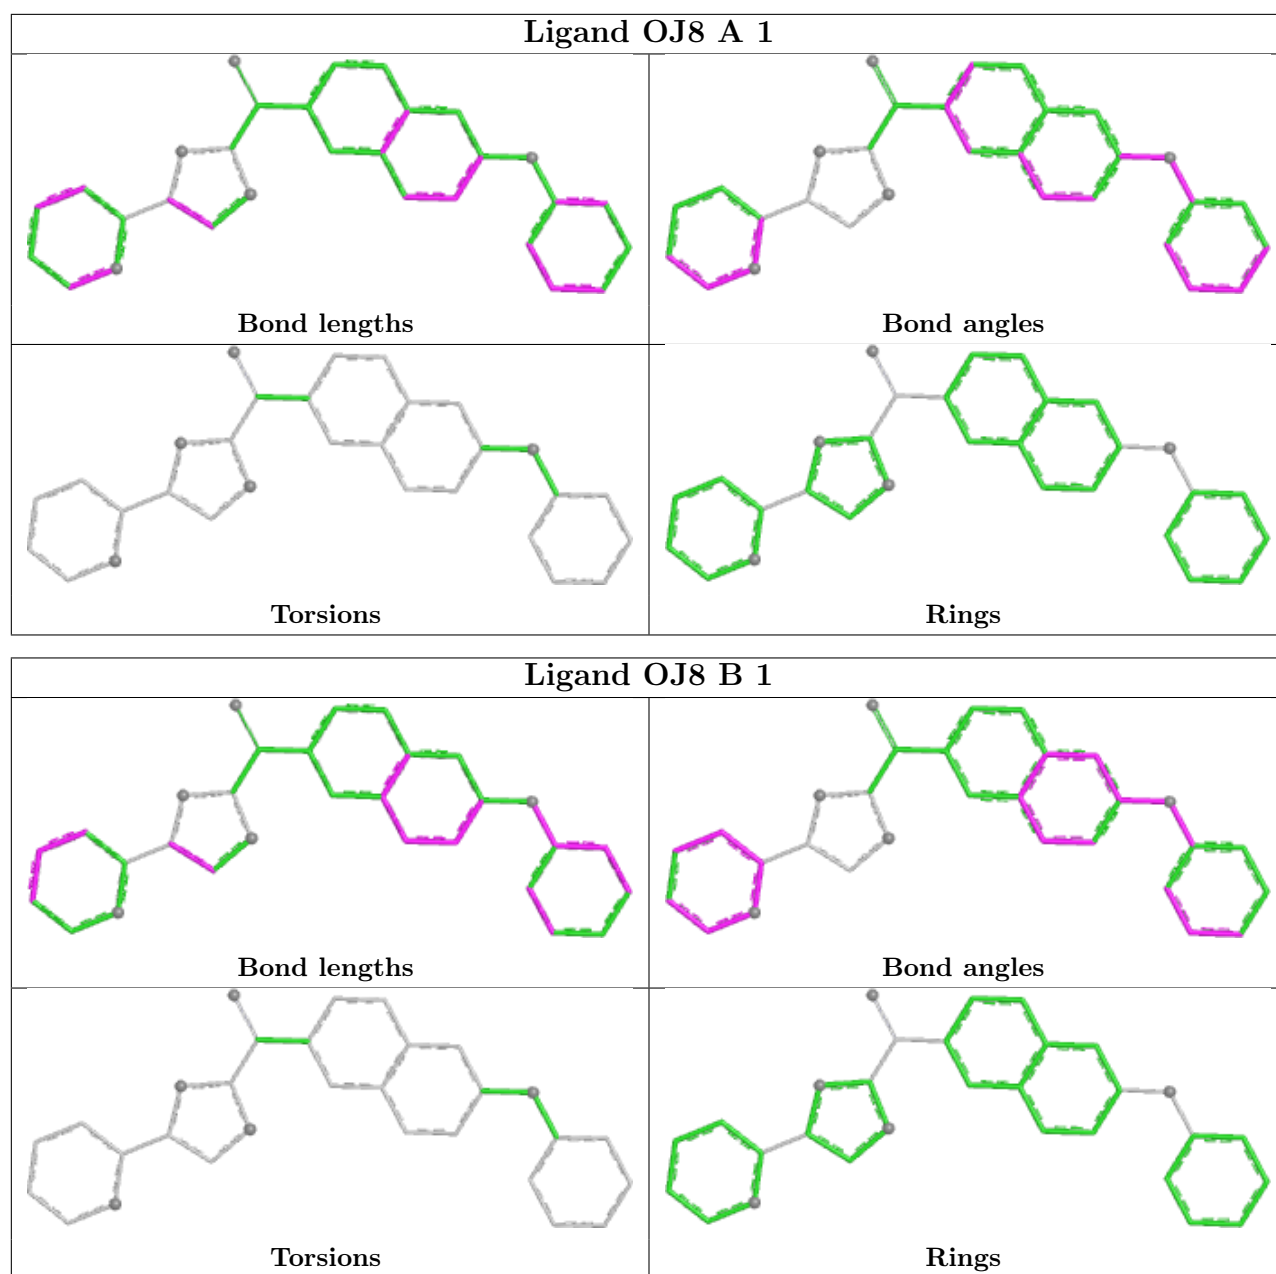 Ligand OJ8 A 1
Bond lengths
Bond angles
Torsions
Rings
Ligand OJ8 B 1
Bond lengths
Bond angles
Torsions
Rings